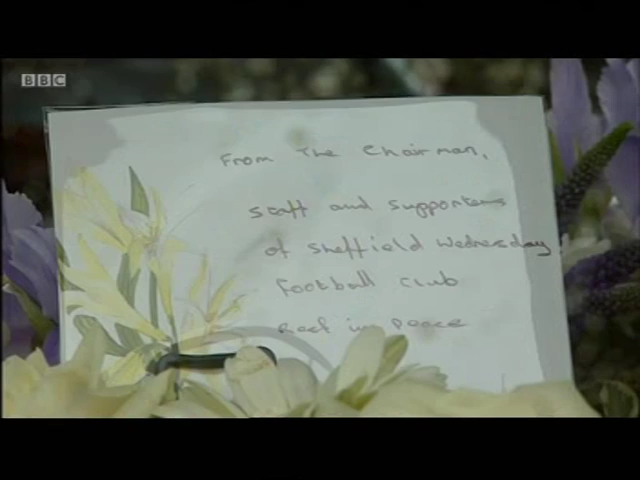 BBC
From The Chairman,
staff and supporters
of Sheffield Wednesday
Football Club
Rest in peace